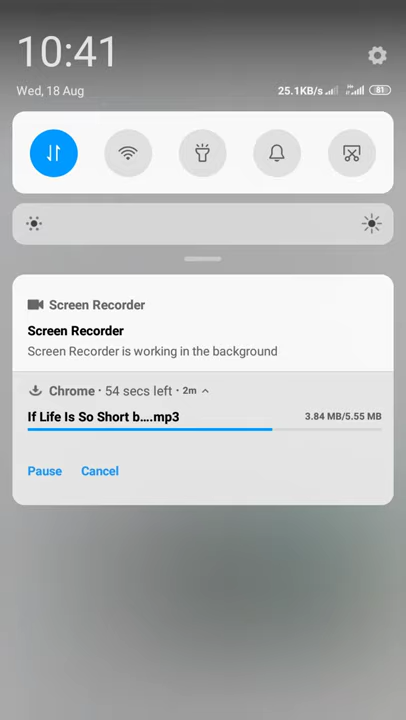 10:41
Wed, 18 Aug
25.1KB/s
81
Screen Recorder
Screen Recorder
Screen Recorder is working in the background
Chrome · 54 secs left · 2m
If Life Is So Short b....mp3
3.84 MB/5.55 MB
Pause
Cancel